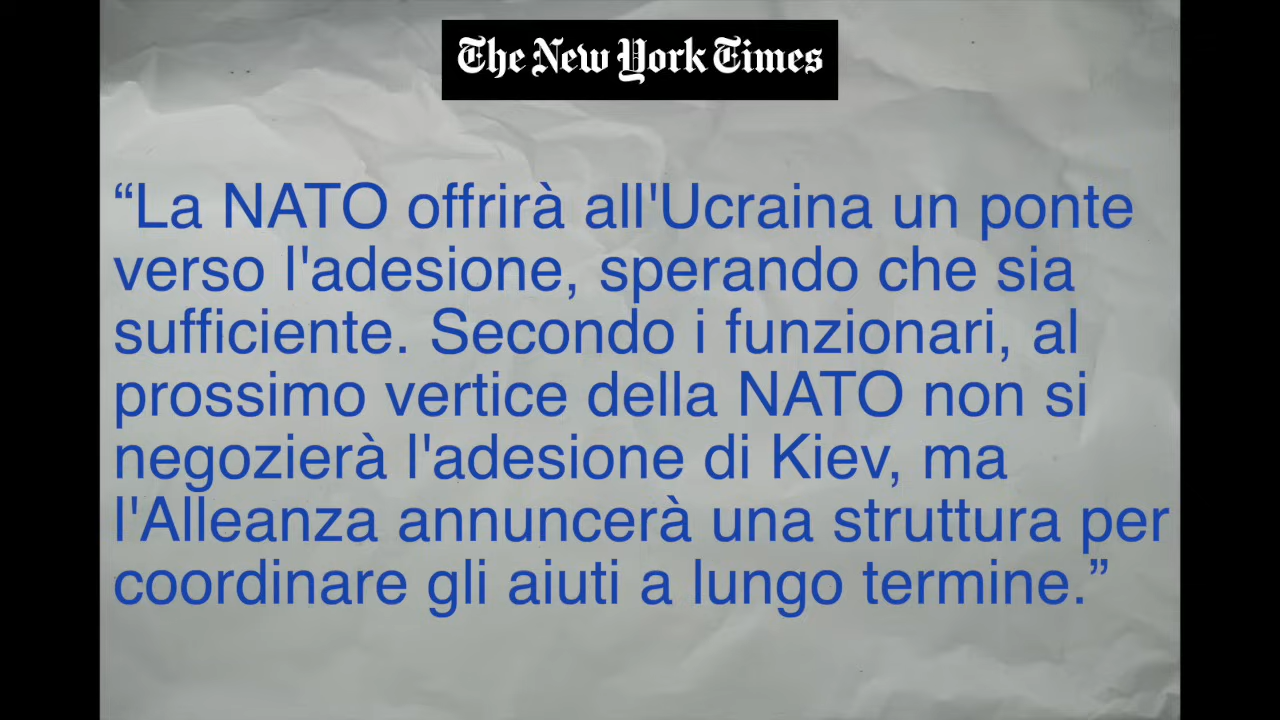 The New York Times
“La NATO offrirà all'Ucraina un ponte
verso l'adesione, sperando che sia
sufficiente. Secondo i funzionari, al
prossimo vertice della NATO non si
negozierà l'adesione di Kiev, ma
l'Alleanza annuncerà una struttura per
coordinare gli aiuti a lungo termine.”